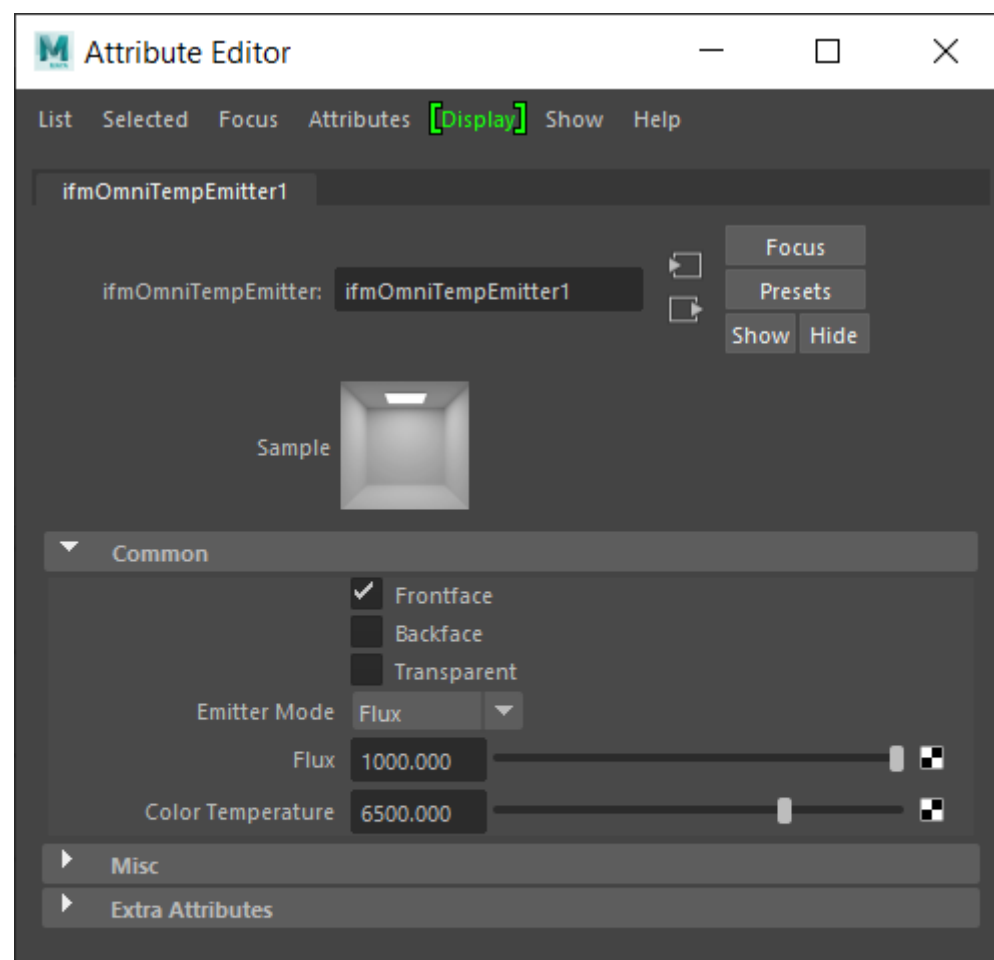 Attribute Editor
List Selected Focus Attributes [Display] Show Help
ifmOmniTempEmitter1
Focus
ifmOmniTempEmitter: ifmOmniTempEmitter1 Presets
Show Hide
Sample
Common
Frontface
Backface
Transparent
Emitter Mode Flux
Flux 1000.000
Color Temperature 6500.000
Misc
Extra Attributes